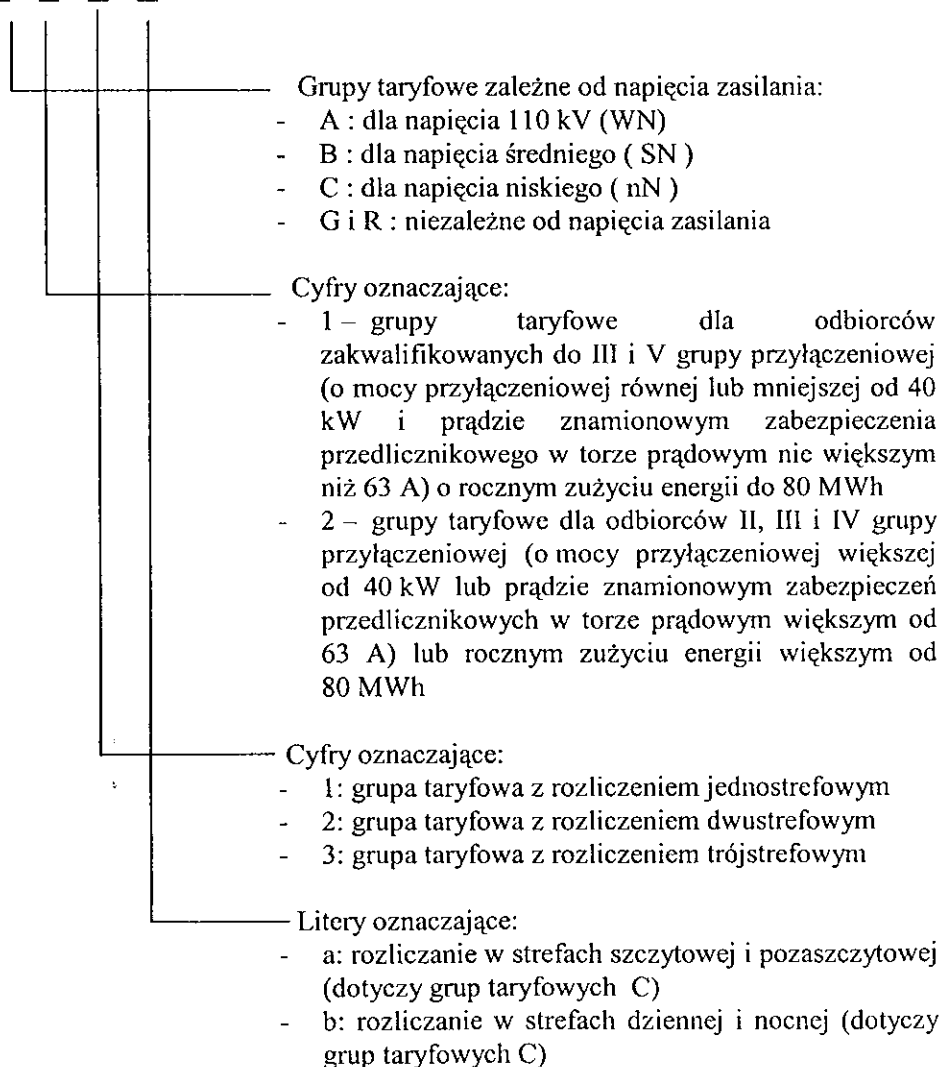 Grupy taryfowe zależne od napięcia zasilania:
- A : dla napięcia 110 kV (WN)
- B : dla napięcia średniego ( SN )
- C : dla napięcia niskiego ( nN )
- G i R : niezależne od napięcia zasilania
Cyfry oznaczające:
- 1 – grupy taryfowe dla odbiorców
zakwalifikowanych do III i V grupy przyłączeniowej
(o mocy przyłączeniowej równej lub mniejszej od 40
kW i prądzie znamionowym zabezpieczenia
przedlicznikowego w torze prądowym nie większym
niż 63 A) o rocznym zużyciu energii do 80 MWh
- 2 – grupy taryfowe dla odbiorców II, III i IV grupy
przyłączeniowej (o mocy przyłączeniowej większej
od 40 kW lub prądzie znamionowym zabezpieczeń
przedlicznikowych w torze prądowym większym od
63 A) lub rocznym zużyciu energii większym od
80 MWh
Cyfry oznaczające:
- 1: grupa taryfowa z rozliczeniem jednostrefowym
- 2: grupa taryfowa z rozliczeniem dwustrefowym
- 3: grupa taryfowa z rozliczeniem trójstrefowym
Litery oznaczające:
- a: rozliczanie w strefach szczytowej i pozaszczytowej
(dotyczy grup taryfowych C)
- b: rozliczanie w strefach dziennej i nocnej (dotyczy
grup taryfowych C)